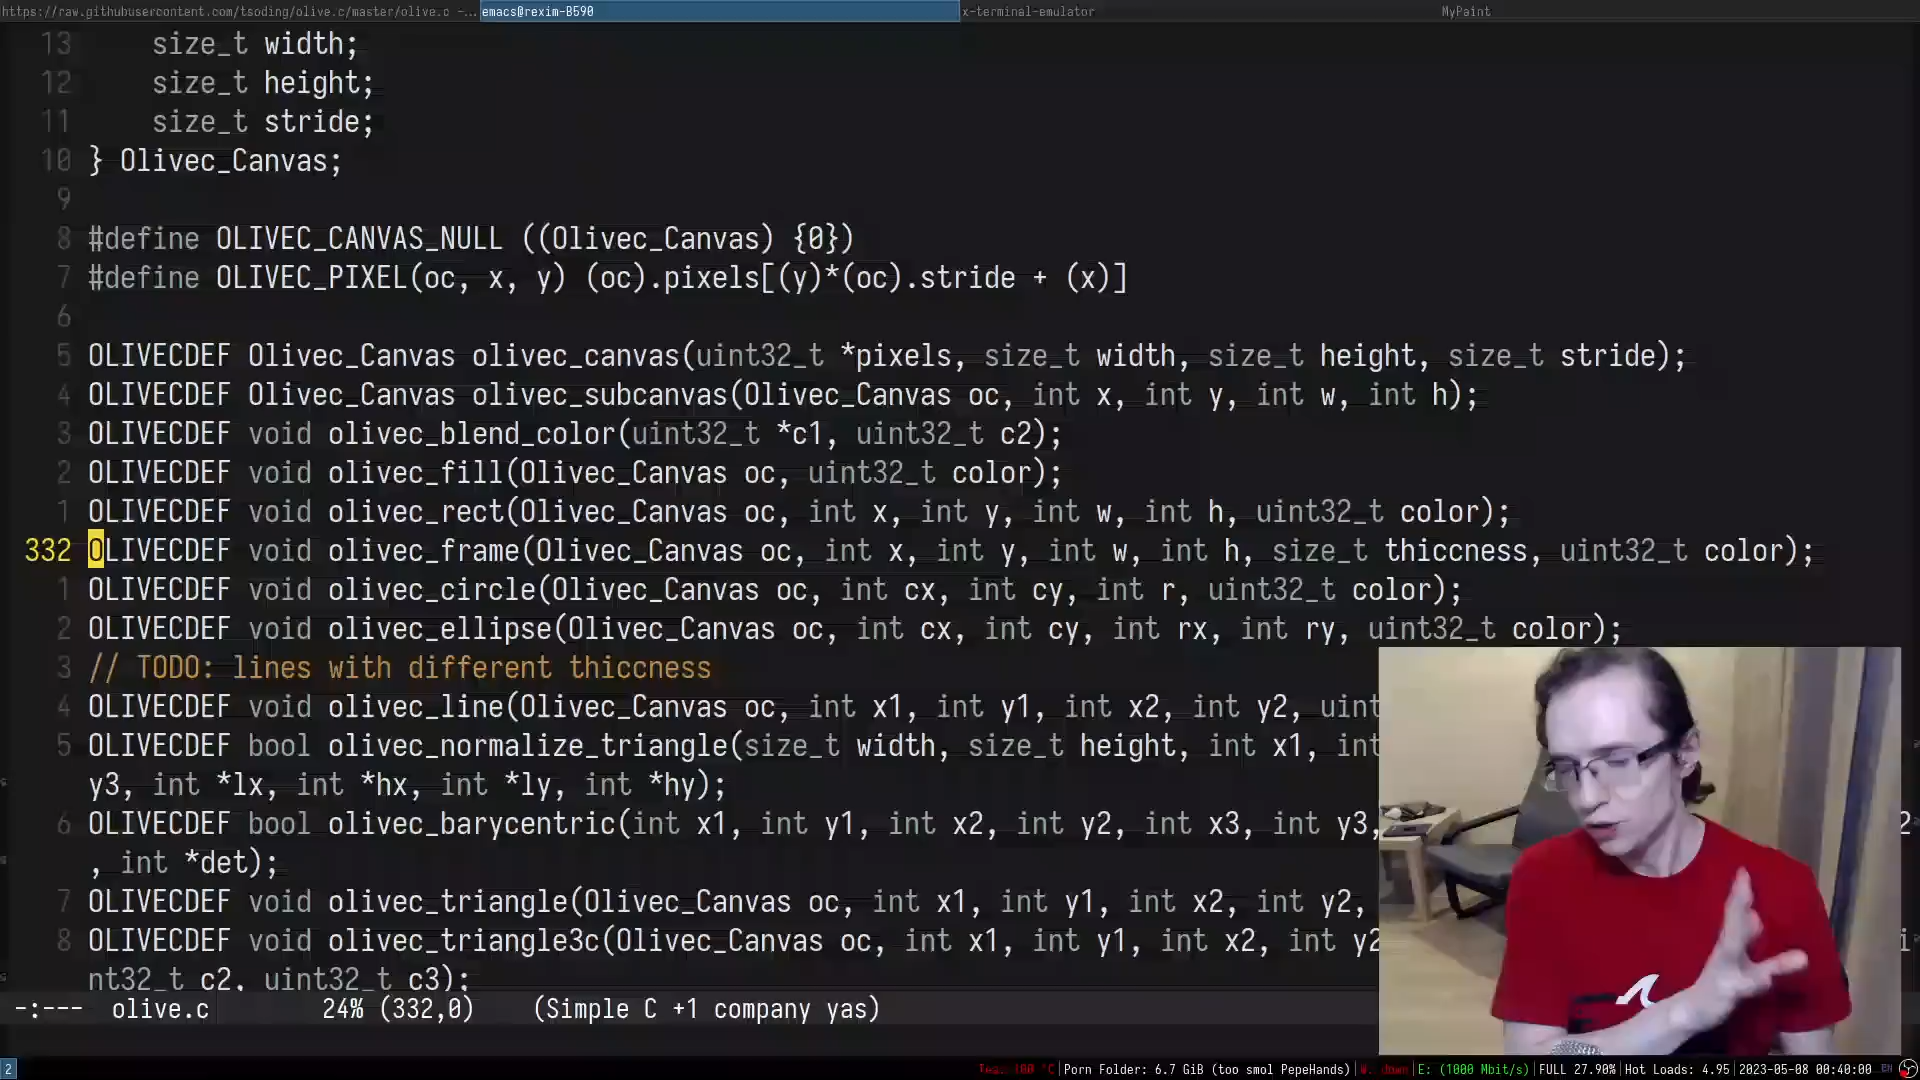 https://raw.githubusercontent.com/tsoding/olive.c/master/olive.c -... emacs@rexim-B590 x-terminal-emulator MyPaint
13 size_t width;
12 size_t height;
11 size_t stride;
10 } Olivec_Canvas;
9
8 #define OLIVEC_CANVAS_NULL ((Olivec_Canvas) {0})
7 #define OLIVEC_PIXEL(oc, x, y) (oc).pixels[(y)*(oc).stride + (x)]
6
5 OLIVECDEF Olivec_Canvas olivec_canvas(uint32_t *pixels, size_t width, size_t height, size_t stride);
4 OLIVECDEF Olivec_Canvas olivec_subcanvas(Olivec_Canvas oc, int x, int y, int w, int h);
3 OLIVECDEF void olivec_blend_color(uint32_t *c1, uint32_t c2);
2 OLIVECDEF void olivec_fill(Olivec_Canvas oc, uint32_t color);
1 OLIVECDEF void olivec_rect(Olivec_Canvas oc, int x, int y, int w, int h, uint32_t color);
332 OLIVECDEF void olivec_frame(Olivec_Canvas oc, int x, int y, int w, int h, size_t thiccness, uint32_t color);
1 OLIVECDEF void olivec_circle(Olivec_Canvas oc, int cx, int cy, int r, uint32_t color);
2 OLIVECDEF void olivec_ellipse(Olivec_Canvas oc, int cx, int cy, int rx, int ry, uint32_t color);
3 // TODO: lines with different thiccness
4 OLIVECDEF void olivec_line(Olivec_Canvas oc, int x1, int y1, int x2, int y2, uint
5 OLIVECDEF bool olivec_normalize_triangle(size_t width, size_t height, int x1, int
y3, int *lx, int *hx, int *ly, int *hy);
6 OLIVECDEF bool olivec_barycentric(int x1, int y1, int x2, int y2, int x3, int y3, 2
, int *det);
7 OLIVECDEF void olivec_triangle(Olivec_Canvas oc, int x1, int y1, int x2, int y2,
8 OLIVECDEF void olivec_triangle3c(Olivec_Canvas oc, int x1, int y1, int x2, int y2 i
nt32_t c2, uint32_t c3);
-:--- olive.c 24% (332,0) (Simple C +1 company yas)
2 Porn Folder: 6.7 GiB (too smol PepeHands) W: down E: (1000 Mbit/s) FULL 27.90% Hot Loads: 4.95 2023-05-08 00:40:00 EN